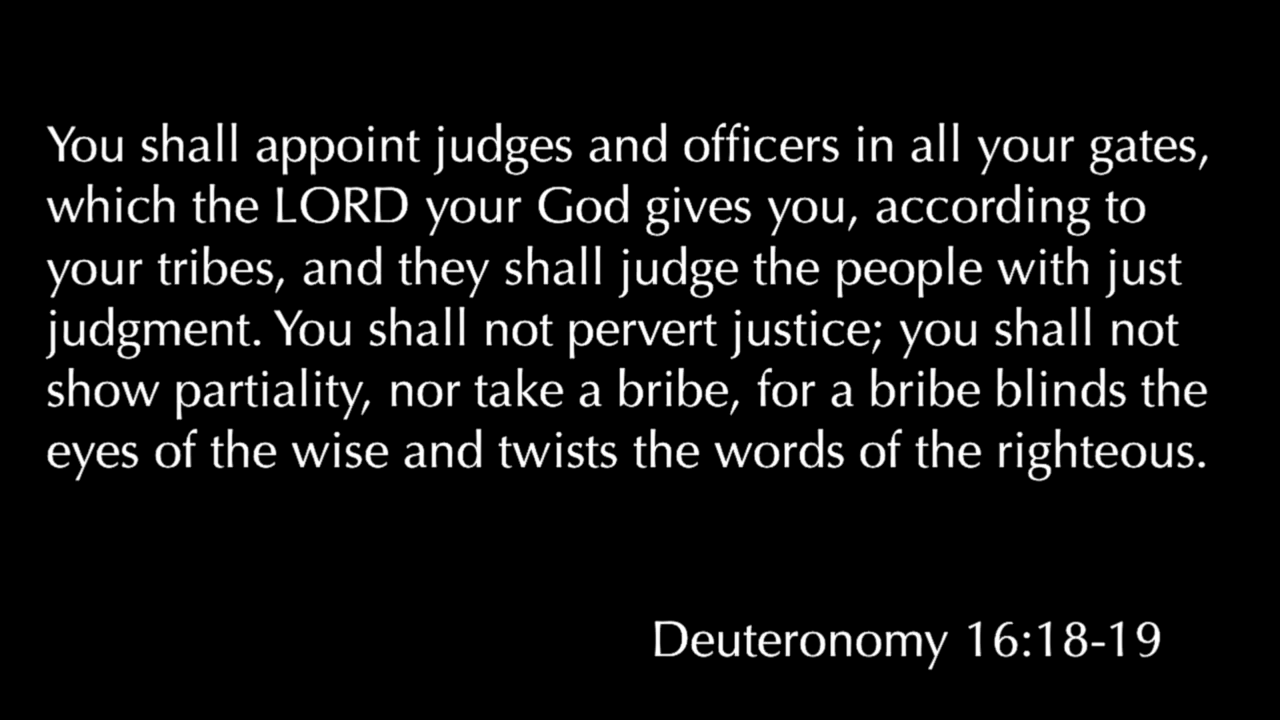 You shall appoint judges and officers in all your gates,
which the LORD your God gives you, according to
your tribes, and they shall judge the people with just
judgment. You shall not pervert justice; you shall not
show partiality, nor take a bribe, for a bribe blinds the
eyes of the wise and twists the words of the righteous.
Deuteronomy 16:18-19